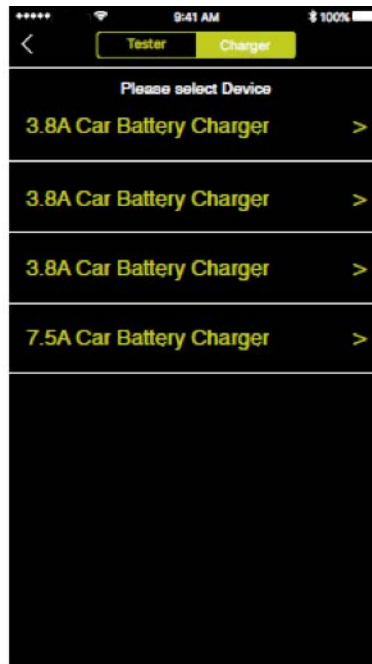 9:41 AM
100%
Tester
Charger
Please select Device
3.8A Car Battery Charger >
3.8A Car Battery Charger >
3.8A Car Battery Charger >
7.5A Car Battery Charger >